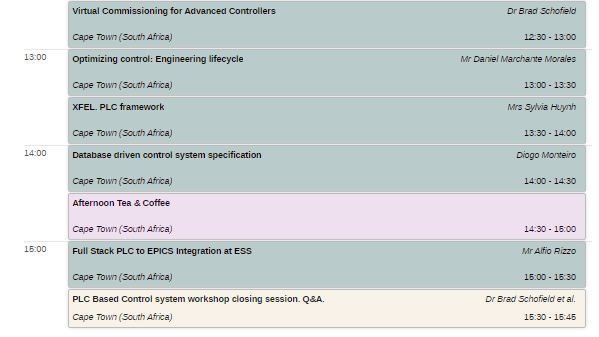 Virtual Commissioning for Advanced Controllers Dr Brad Schofield
Cape Town (South Africa) 12:30 - 13:00
13:00
Optimizing control: Engineering lifecycle Mr Daniel Marchante Morales
Cape Town (South Africa) 13:00 - 13:30
XFEL. PLC framework Mrs Sylvia Huynh
Cape Town (South Africa) 13:30 - 14:00
14:00
Database driven control system specification Diogo Monteiro
Cape Town (South Africa) 14:00 - 14:30
Afternoon Tea & Coffee
Cape Town (South Africa) 14:30 - 15:00
15:00
Full Stack PLC to EPICS Integration at ESS Mr Alfio Rizzo
Cape Town (South Africa) 15:00 - 15:30
PLC Based Control system workshop closing session. Q&A. Dr Brad Schofield et al.
Cape Town (South Africa) 15:30 - 15:45